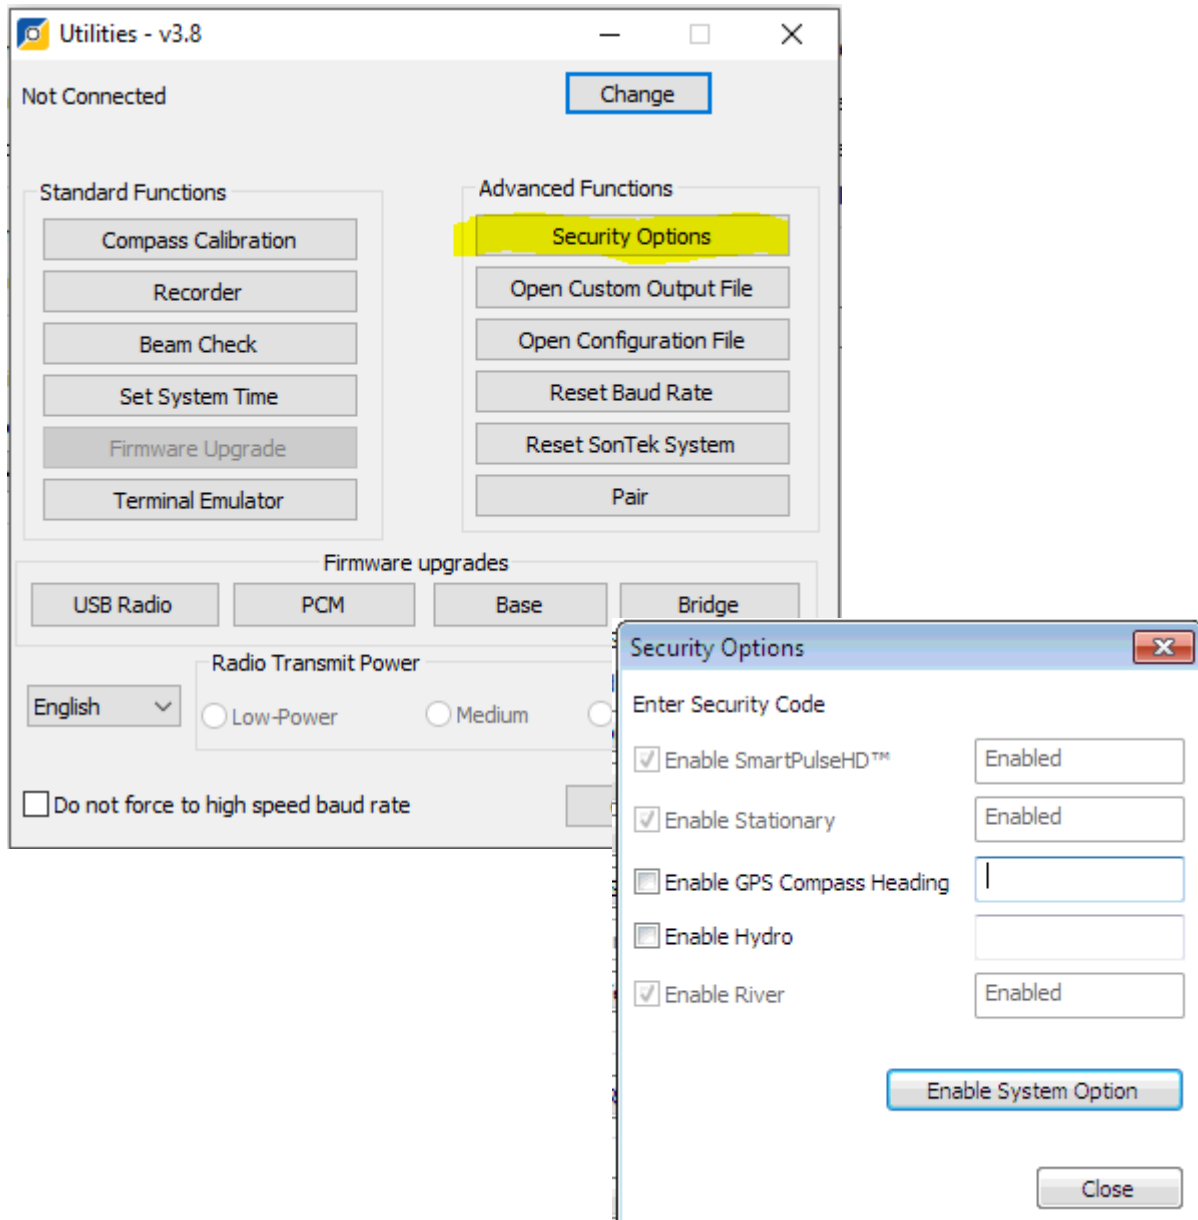 Utilities - v3.8
Not Connected
Change
Standard Functions
Compass Calibration
Recorder
Beam Check
Set System Time
Firmware Upgrade
Terminal Emulator
Advanced Functions
Security Options
Open Custom Output File
Open Configuration File
Reset Baud Rate
Reset SonTek System
Pair
Firmware upgrades
USB Radio
PCM
Base
Bridge
English
Radio Transmit Power
Low-Power
Medium
Do not force to high speed baud rate
Security Options
Enter Security Code
Enable SmartPulseHD™ Enabled
Enable Stationary Enabled
Enable GPS Compass Heading
Enable Hydro
Enable River Enabled
Enable System Option
Close